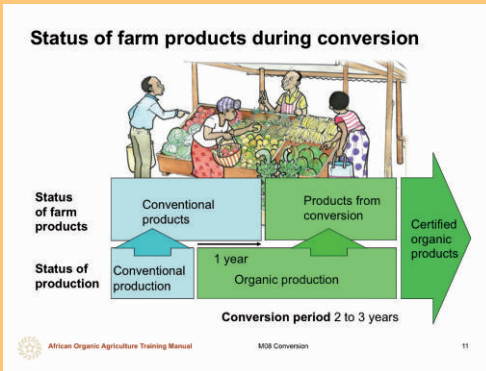 Status of farm products during conversion
Status
of farm
products
Conventional
products
Products from
conversion
Certified
organic
products
Status of
production
Conventional
production
1 year
Organic production
Conversion period 2 to 3 years
African Organic Agriculture Training Manual
M08 Conversion
11